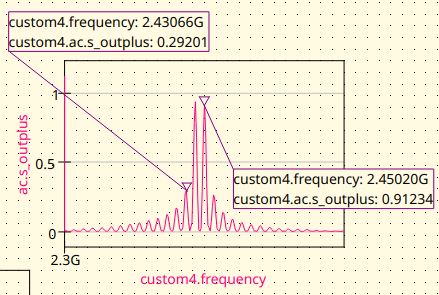 custom4.frequency: 2.43066G
custom4.ac.s_outplus: 0.29201
1
ac.s_outplus
0.5
custom4.frequency: 2.45020G
custom4.ac.s_outplus: 0.91234
0
2.3G
custom4.frequency